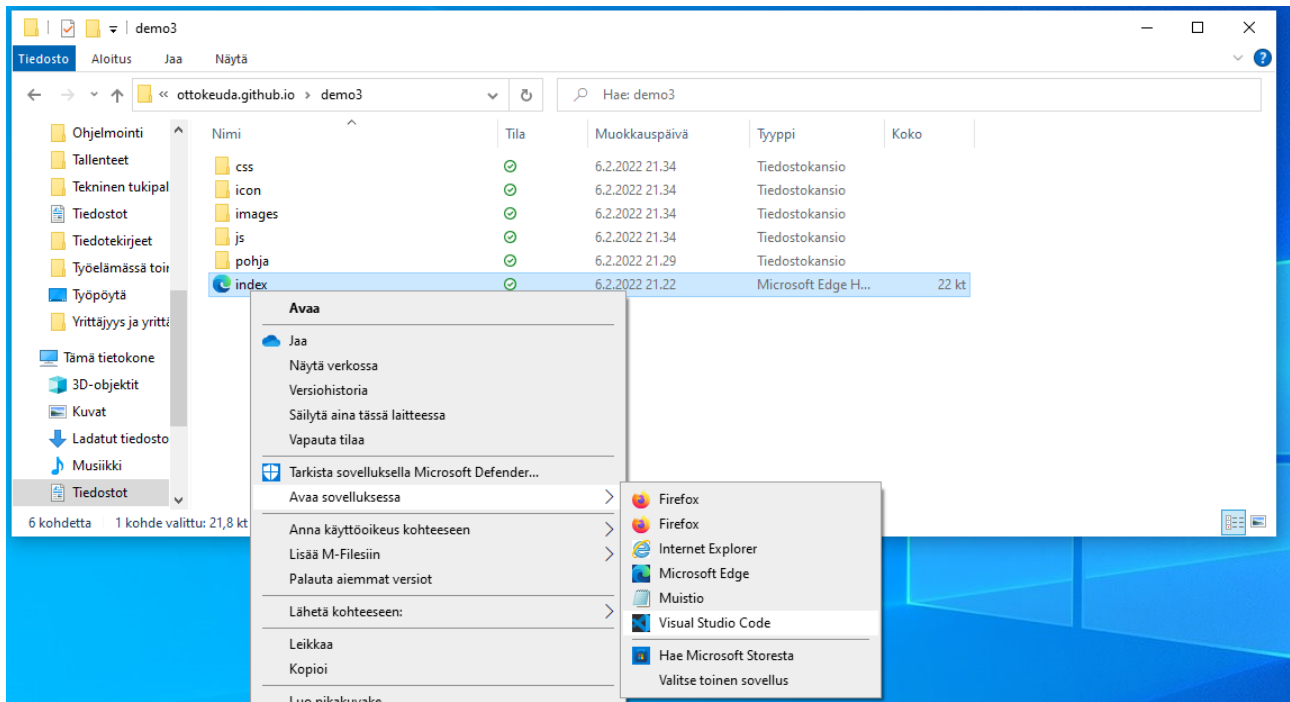 demo3
Tiedosto Aloitus Jaa Näytä
« ottokeuda.github.io › demo3
Hae: demo3
Ohjelmointi
Tallenteet
Tekninen tukipal
Tiedostot
Tiedotekirjeet
Työelämässä toir
Työpöytä
Yrittäjyys ja yrittä
Tämä tietokone
3D-objektit
Kuvat
Ladatut tiedosto
Musiikki
Tiedostot
Nimi Tila Muokkauspäivä Tyyppi Koko
css 6.2.2022 21.34 Tiedostokansio
icon 6.2.2022 21.34 Tiedostokansio
images 6.2.2022 21.34 Tiedostokansio
js 6.2.2022 21.34 Tiedostokansio
pohja 6.2.2022 21.29 Tiedostokansio
index 6.2.2022 21.22 Microsoft Edge H... 22 kt
6 kohdetta 1 kohde valittu: 21,8 kt
Avaa
Jaa
Näytä verkossa
Versiohistoria
Säilytä aina tässä laitteessa
Vapauta tilaa
Tarkista sovelluksella Microsoft Defender...
Avaa sovelluksessa
Anna käyttöoikeus kohteeseen
Lisää M-Filesiin
Palauta aiemmat versiot
Lähetä kohteeseen:
Leikkaa
Kopioi
Luo pikakuvake
Firefox
Firefox
Internet Explorer
Microsoft Edge
Muistio
Visual Studio Code
Hae Microsoft Storesta
Valitse toinen sovellus